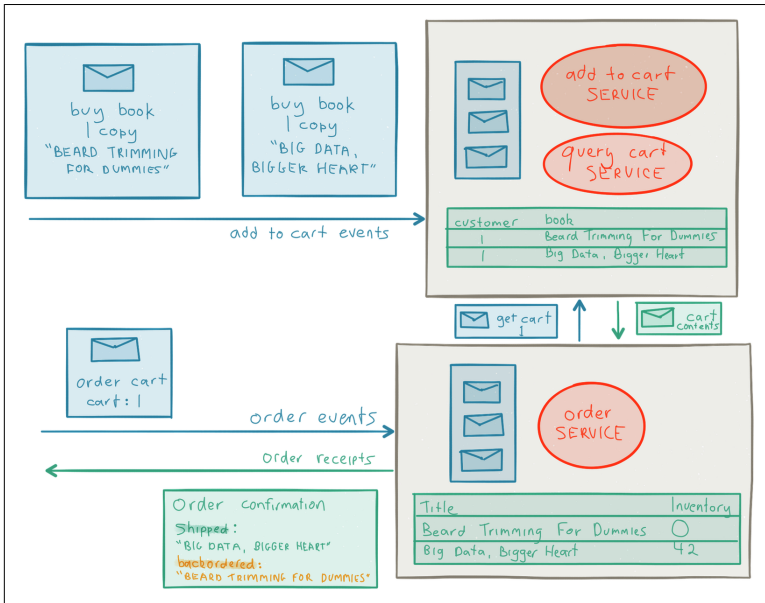 buy book
1 copy
"BEARD TRIMMING
FOR DUMMIES"
buy book
1 copy
"BIG DATA,
BIGGER HEART"
add to cart events
add to cart
SERVICE
query cart
SERVICE
customer book
1 Beard Trimming For Dummies
1 Big Data, Bigger Heart
get cart
1
cart
contents
order cart
cart: 1
order events
order receipts
order
SERVICE
Order confirmation
Shipped:
"BIG DATA, BIGGER HEART"
backordered:
"BEARD TRIMMING FOR DUMMIES"
Title Inventory
Beard Trimming For Dummies 0
Big Data, Bigger Heart 42